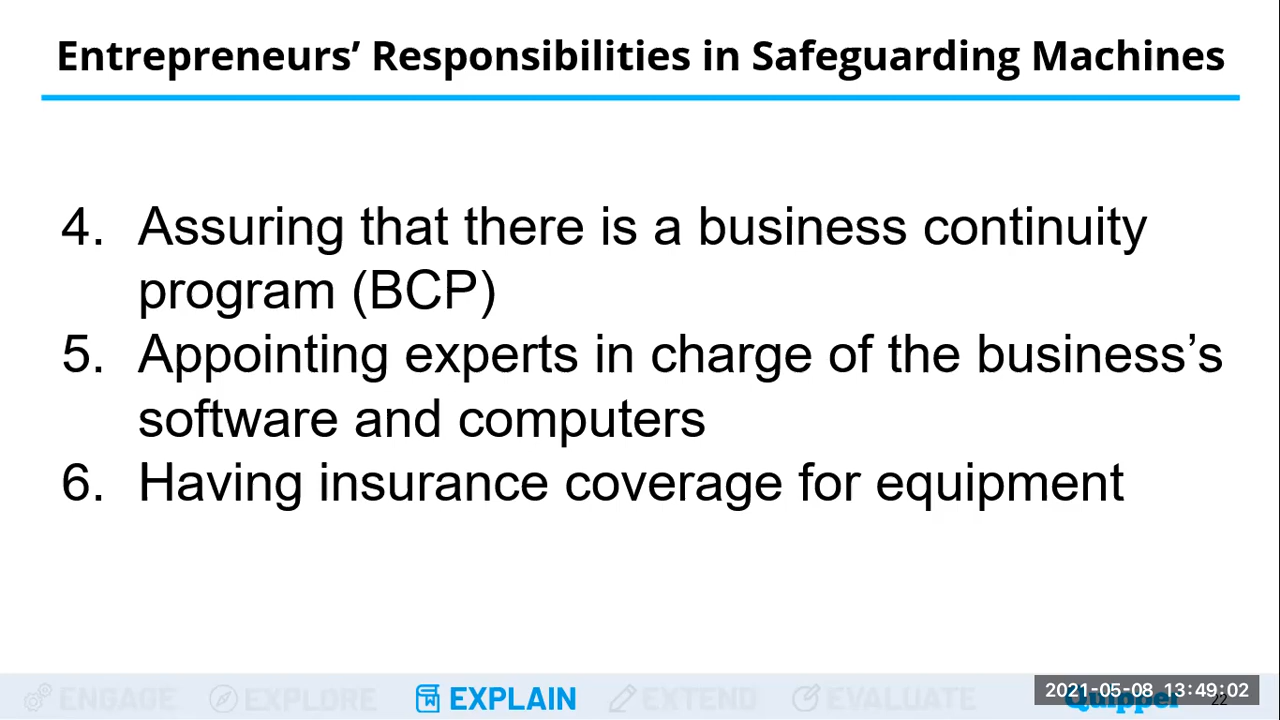 Entrepreneurs’ Responsibilities in Safeguarding Machines
4. Assuring that there is a business continuity
program (BCP)
5. Appointing experts in charge of the business’s
software and computers
6. Having insurance coverage for equipment
ENGAGE EXPLORE EXPLAIN EXTEND EVALUATE Quipper 22
2021-05-08 13:49:02